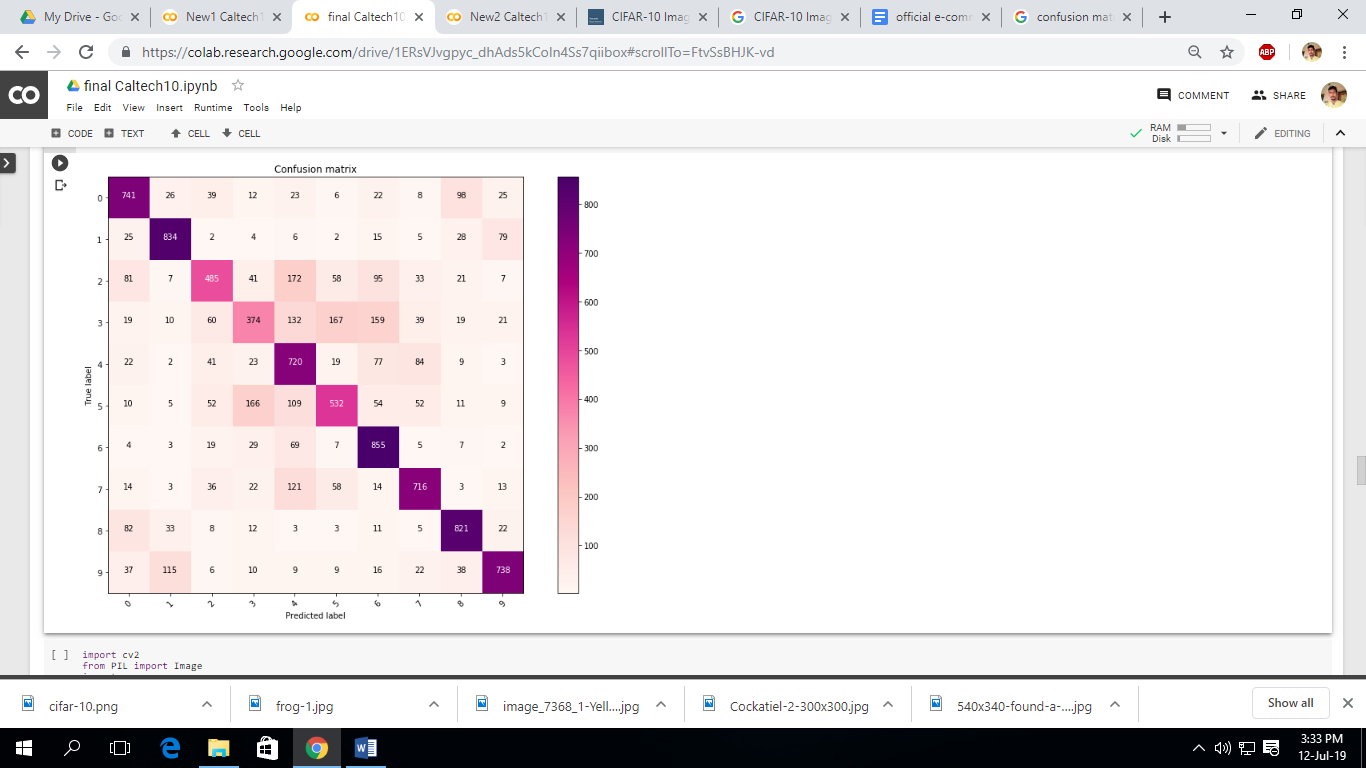 My Drive - Goo
New1 Caltech1
final Caltech10
New2 Caltech1
CIFAR-10 Imag
CIFAR-10 Imag
official e-comm
confusion mat
https://colab.research.google.com/drive/1ERsVJvgpyc_dhAds5kCoIn4Ss7qiibox#scrollTo=FtvSsBHJK-vd
ABP
CO
final Caltech10.ipynb
File Edit View Insert Runtime Tools Help
COMMENT SHARE
CODE TEXT CELL CELL
RAM
Disk
EDITING
Confusion matrix
0 741 26 39 12 23 6 22 8 98 25
1 25 834 2 4 6 2 15 5 28 79
2 81 7 485 41 172 58 95 33 21 7
3 19 10 60 374 132 167 159 39 19 21
4 22 2 41 23 720 19 77 84 9 3
5 10 5 52 166 109 532 54 52 11 9
6 4 3 19 29 69 7 855 5 7 2
7 14 3 36 22 121 58 14 716 3 13
8 82 33 8 12 3 3 11 5 821 22
9 37 115 6 10 9 9 16 22 38 738
True label
0 1 2 3 4 5 6 7 8 9
Predicted label
800
700
600
500
400
300
200
100
[ ] import cv2
from PIL import Image
cifar-10.png
frog-1.jpg
image_7368_1-Yell....jpg
Cockatiel-2-300x300.jpg
540x340-found-a-....jpg
Show all
3:33 PM
12-Jul-19